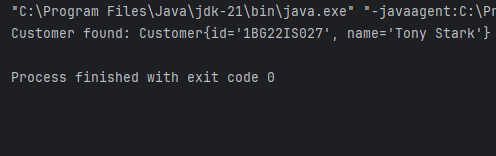 "C:\Program Files\Java\jdk-21\bin\java.exe" "-javaagent:C:\Pr
Customer found: Customer{id='1BG22IS027', name='Tony Stark'}
Process finished with exit code 0